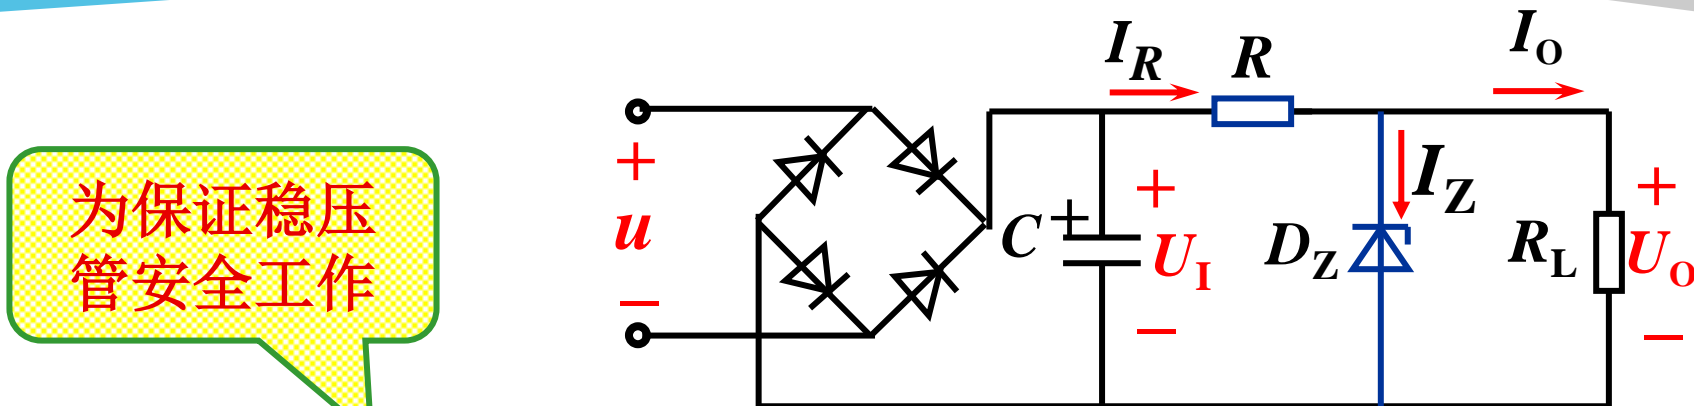 为保证稳压
管安全工作
I_R
R
I_O
+
u
−
C
+
+
U_I
−
D_Z
I_Z
R_L
+
U_O
−